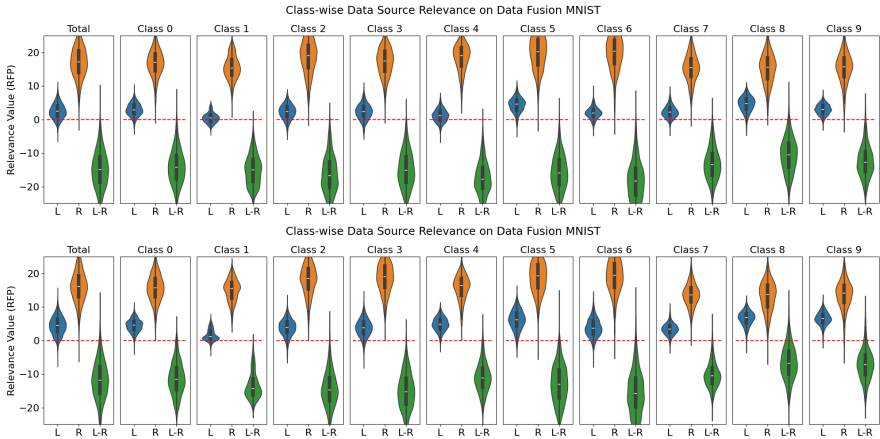 Class-wise Data Source Relevance on Data Fusion MNIST
Total Class 0 Class 1 Class 2 Class 3 Class 4 Class 5 Class 6 Class 7 Class 8 Class 9
Relevance Value (RFP)
20
10
0
−10
−20
L R L-R L R L-R L R L-R L R L-R L R L-R L R L-R L R L-R L R L-R L R L-R L R L-R L R L-R
Class-wise Data Source Relevance on Data Fusion MNIST
Total Class 0 Class 1 Class 2 Class 3 Class 4 Class 5 Class 6 Class 7 Class 8 Class 9
Relevance Value (RFP)
20
10
0
−10
−20
L R L-R L R L-R L R L-R L R L-R L R L-R L R L-R L R L-R L R L-R L R L-R L R L-R L R L-R